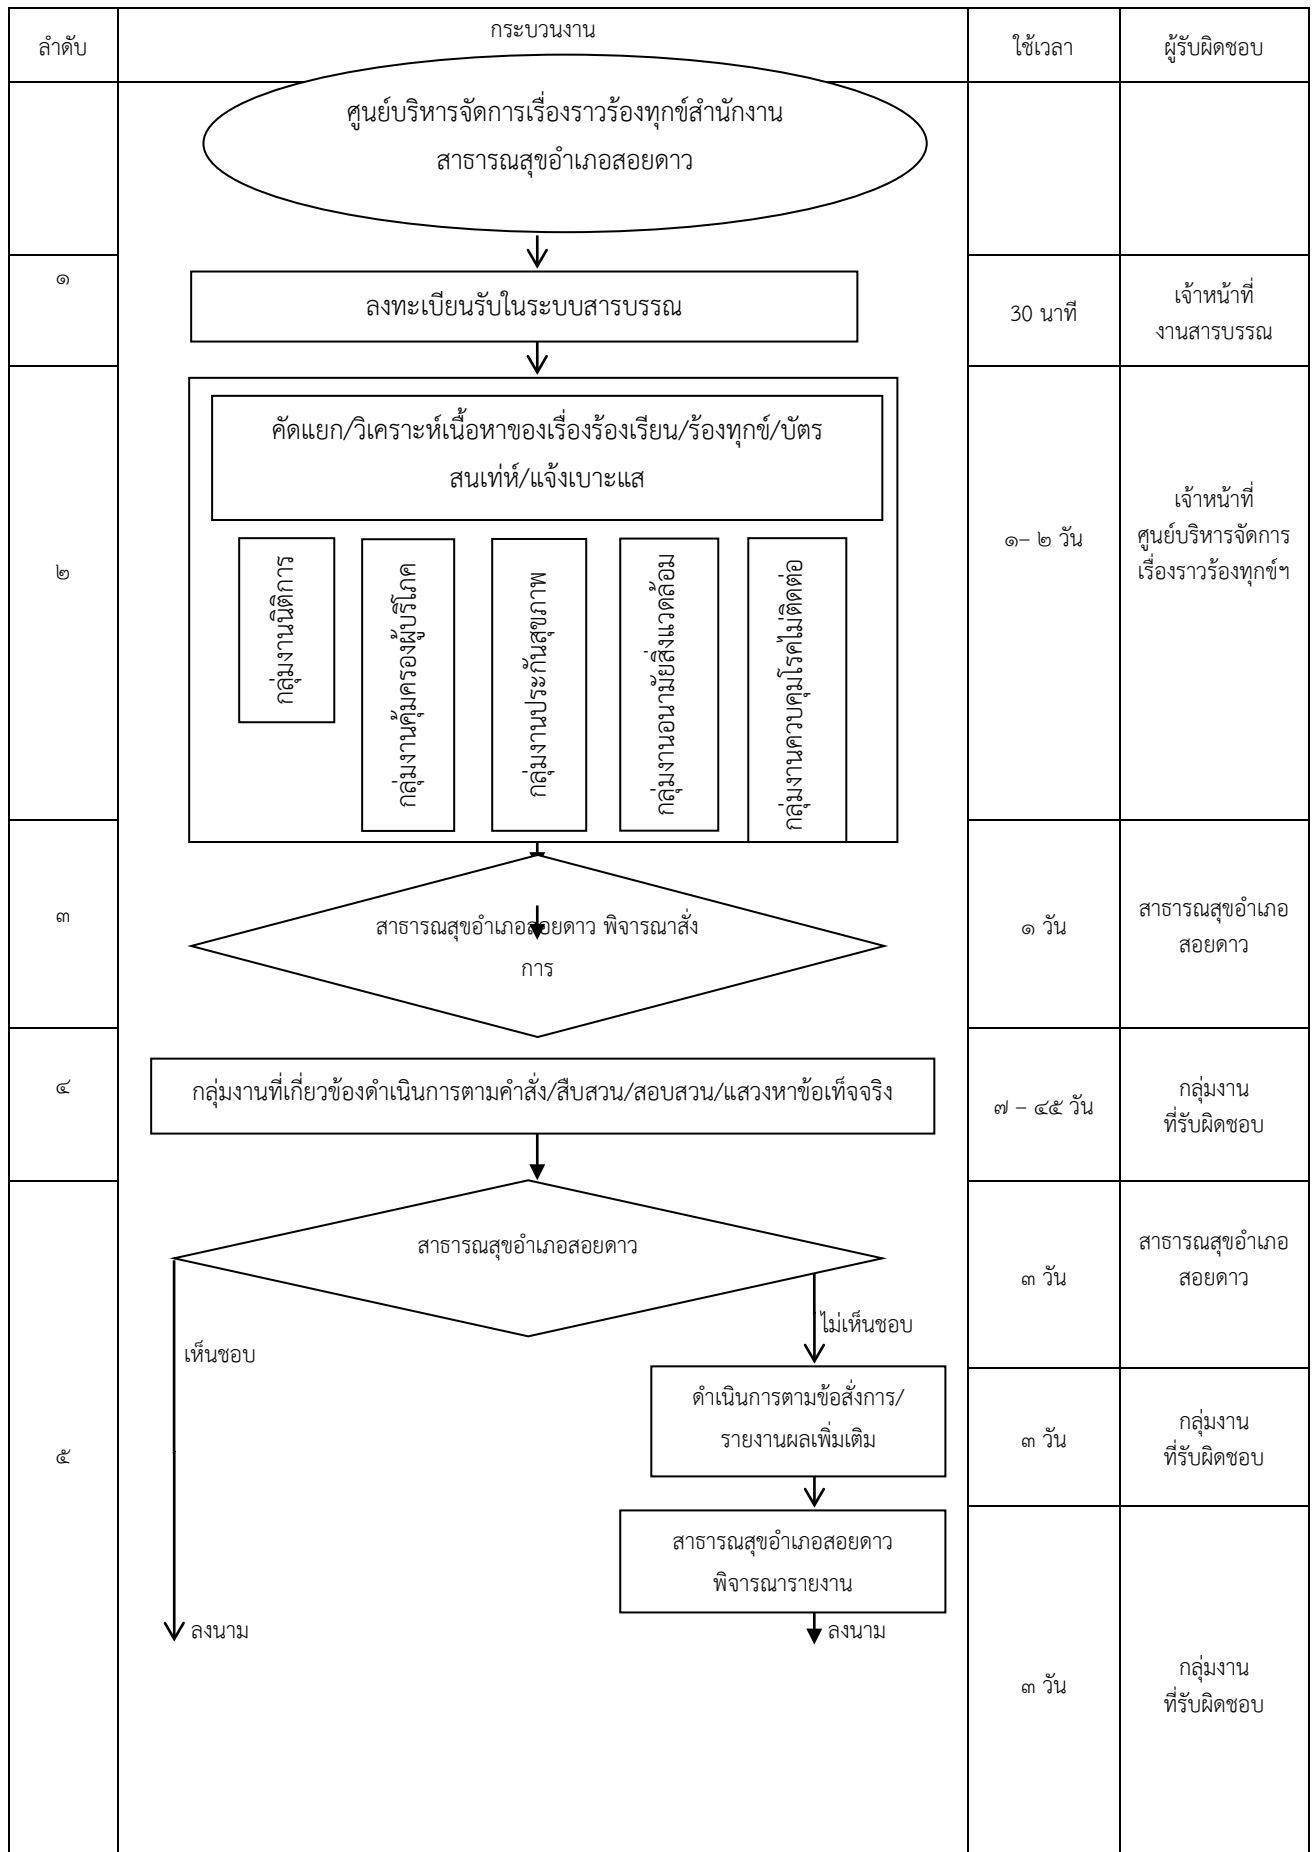 ลำดับ
กระบวนงาน
ใช้เวลา
ผู้รับผิดชอบ
ศูนย์บริหารจัดการเรื่องราวร้องทุกข์สำนักงาน
สาธารณสุขอำเภอสอยดาว
๑
ลงทะเบียนรับในระบบสารบรรณ
30 นาที
เจ้าหน้าที่
งานสารบรรณ
๒
คัดแยก/วิเคราะห์เนื้อหาของเรื่องร้องเรียน/ร้องทุกข์/บัตร
สนเท่ห์/แจ้งเบาะแส
กลุ่มงานนิติการ
กลุ่มงานคุ้มครองผู้บริโภค
กลุ่มงานประกันสุขภาพ
กลุ่มงานอนามัยสิ่งแวดล้อม
กลุ่มงานควบคุมโรคไม่ติดต่อ
๑– ๒ วัน
เจ้าหน้าที่
ศูนย์บริหารจัดการ
เรื่องราวร้องทุกข์ฯ
๓
สาธารณสุขอำเภอสอยดาว พิจารณาสั่ง
การ
๑ วัน
สาธารณสุขอำเภอ
สอยดาว
๔
กลุ่มงานที่เกี่ยวข้องดำเนินการตามคำสั่ง/สืบสวน/สอบสวน/แสวงหาข้อเท็จจริง
๗ – ๔๕ วัน
กลุ่มงาน
ที่รับผิดชอบ
๕
สาธารณสุขอำเภอสอยดาว
๓ วัน
สาธารณสุขอำเภอ
สอยดาว
เห็นชอบ
ไม่เห็นชอบ
ดำเนินการตามข้อสั่งการ/
รายงานผลเพิ่มเติม
๓ วัน
กลุ่มงาน
ที่รับผิดชอบ
สาธารณสุขอำเภอสอยดาว
พิจารณารายงาน
ลงนาม
ลงนาม
๓ วัน
กลุ่มงาน
ที่รับผิดชอบ